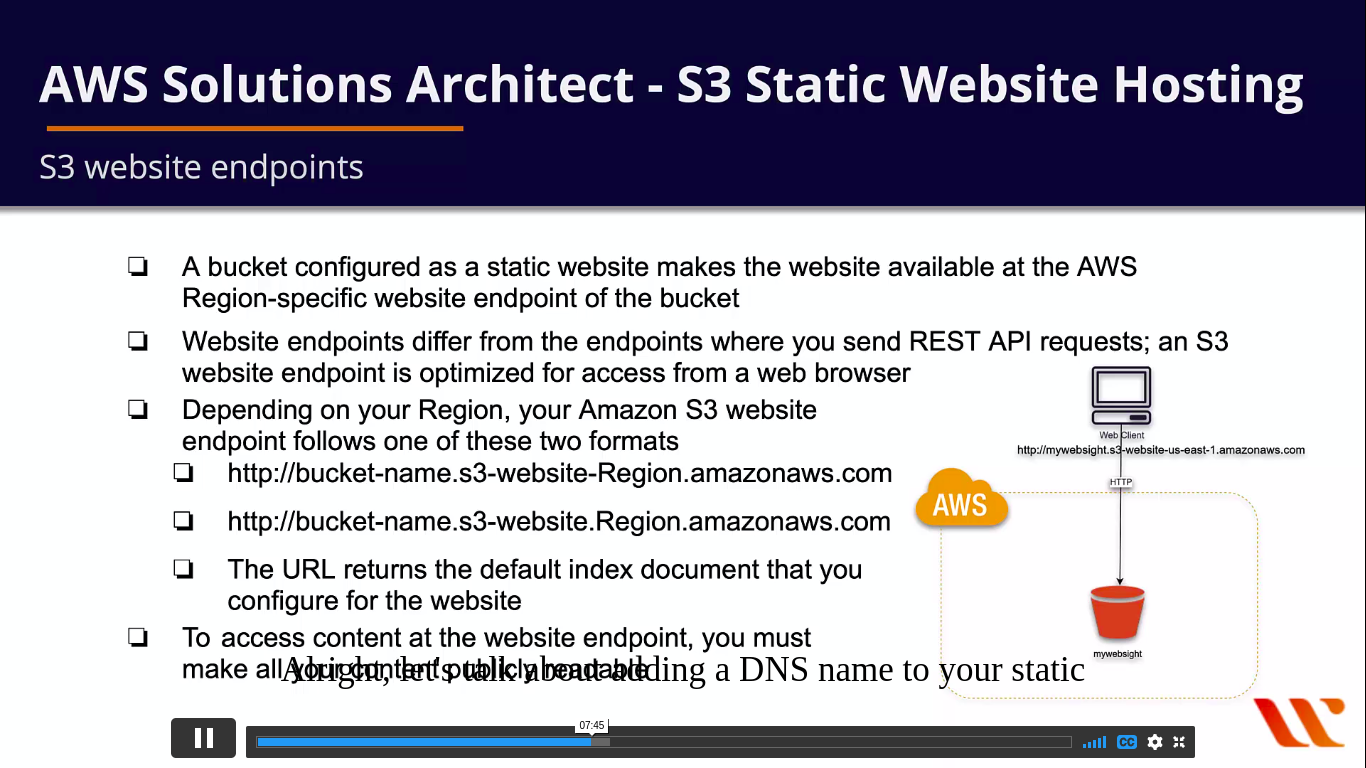 AWS Solutions Architect - S3 Static Website Hosting
S3 website endpoints
A bucket configured as a static website makes the website available at the AWS
Region-specific website endpoint of the bucket
Website endpoints differ from the endpoints where you send REST API requests; an S3
website endpoint is optimized for access from a web browser
Depending on your Region, your Amazon S3 website
endpoint follows one of these two formats
http://bucket-name.s3-website-Region.amazonaws.com
http://bucket-name.s3-website.Region.amazonaws.com
The URL returns the default index document that you
configure for the website
To access content at the website endpoint, you must
make all your content publicly readable
Alright, let's talk about adding a DNS name to your static
Web Client
http://mywebsight.s3-website-us-east-1.amazonaws.com
HTTP
AWS
mywebsight
07:45
CC